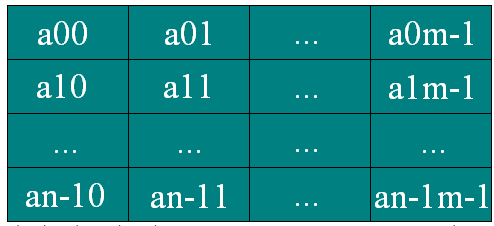 a00 a01 ... a0m-1
a10 a11 ... a1m-1
... ... ... ...
an-10 an-11 ... an-1m-1